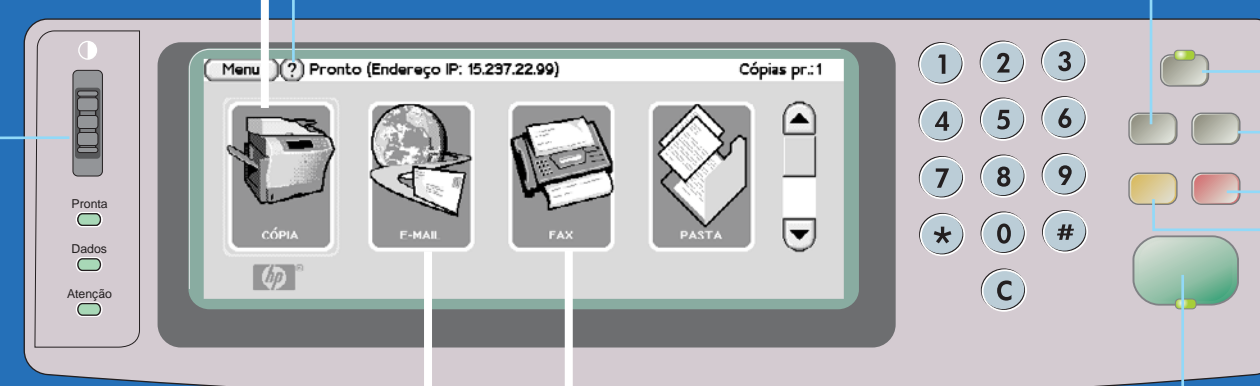 Menu ? Pronto (Endereço IP: 15.237.22.99) Cópias pr.:1
CÓPIA E-MAIL FAX PASTA
hp®
Pronta
Dados
Atenção
1 2 3
4 5 6
7 8 9
* 0 #
C